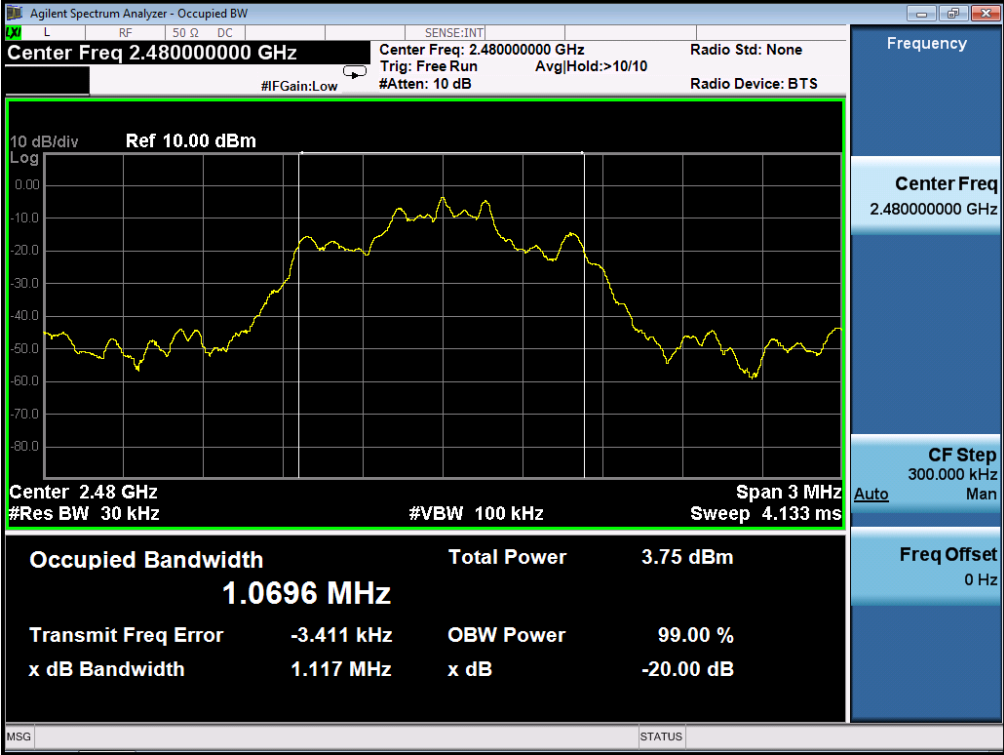 Agilent Spectrum Analyzer - Occupied BW
LXI L RF 50 Ω DC SENSE:INT
Center Freq 2.480000000 GHz
Center Freq: 2.480000000 GHz Radio Std: None
Trig: Free Run Avg|Hold:>10/10
#IFGain:Low #Atten: 10 dB Radio Device: BTS
10 dB/div Ref 10.00 dBm
Log
0.00
-10.0
-20.0
-30.0
-40.0
-50.0
-60.0
-70.0
-80.0
Center 2.48 GHz Span 3 MHz
#Res BW 30 kHz #VBW 100 kHz Sweep 4.133 ms
Occupied Bandwidth Total Power 3.75 dBm
1.0696 MHz
Transmit Freq Error -3.411 kHz OBW Power 99.00 %
x dB Bandwidth 1.117 MHz x dB -20.00 dB
MSG STATUS
Frequency
Center Freq
2.480000000 GHz
CF Step
300.000 kHz
Auto Man
Freq Offset
0 Hz